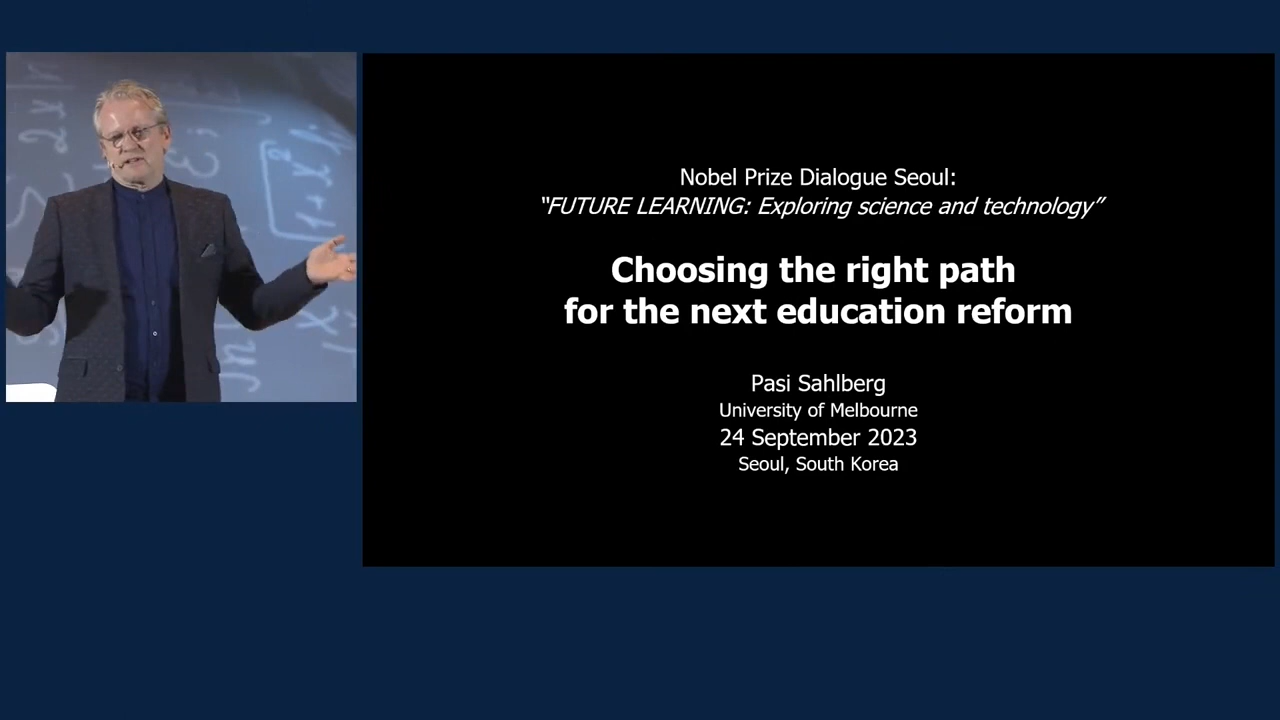 Nobel Prize Dialogue Seoul:
“FUTURE LEARNING: Exploring science and technology”
Choosing the right path
for the next education reform
Pasi Sahlberg
University of Melbourne
24 September 2023
Seoul, South Korea